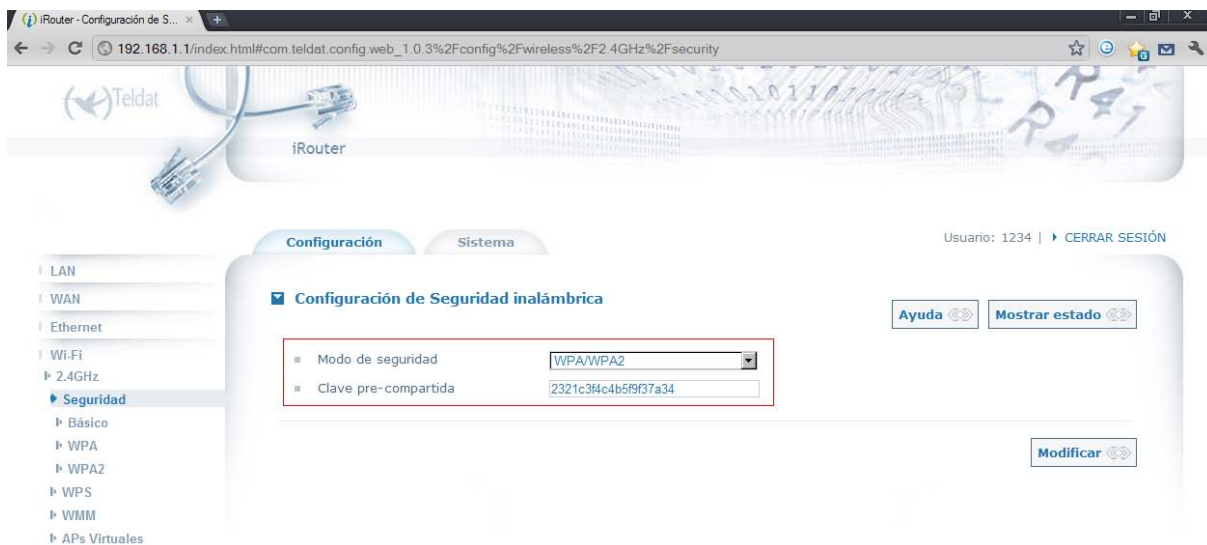 iRouter - Configuración de S...
192.168.1.1/index.html#com.teldat.config.web_1.0.3%2Fconfig%2Fwireless%2F2.4GHz%2Fsecurity
Teldat
iRouter
Configuración
Sistema
Usuario: 1234 | CERRAR SESIÓN
LAN
WAN
Ethernet
Wi-Fi
2.4GHz
Seguridad
Básico
WPA
WPA2
WPS
WMM
APs Virtuales
Configuración de Seguridad inalámbrica
Ayuda
Mostrar estado
Modo de seguridad WPA/WPA2
Clave pre-compartida 2321c3f4c4b5f9f37a34
Modificar